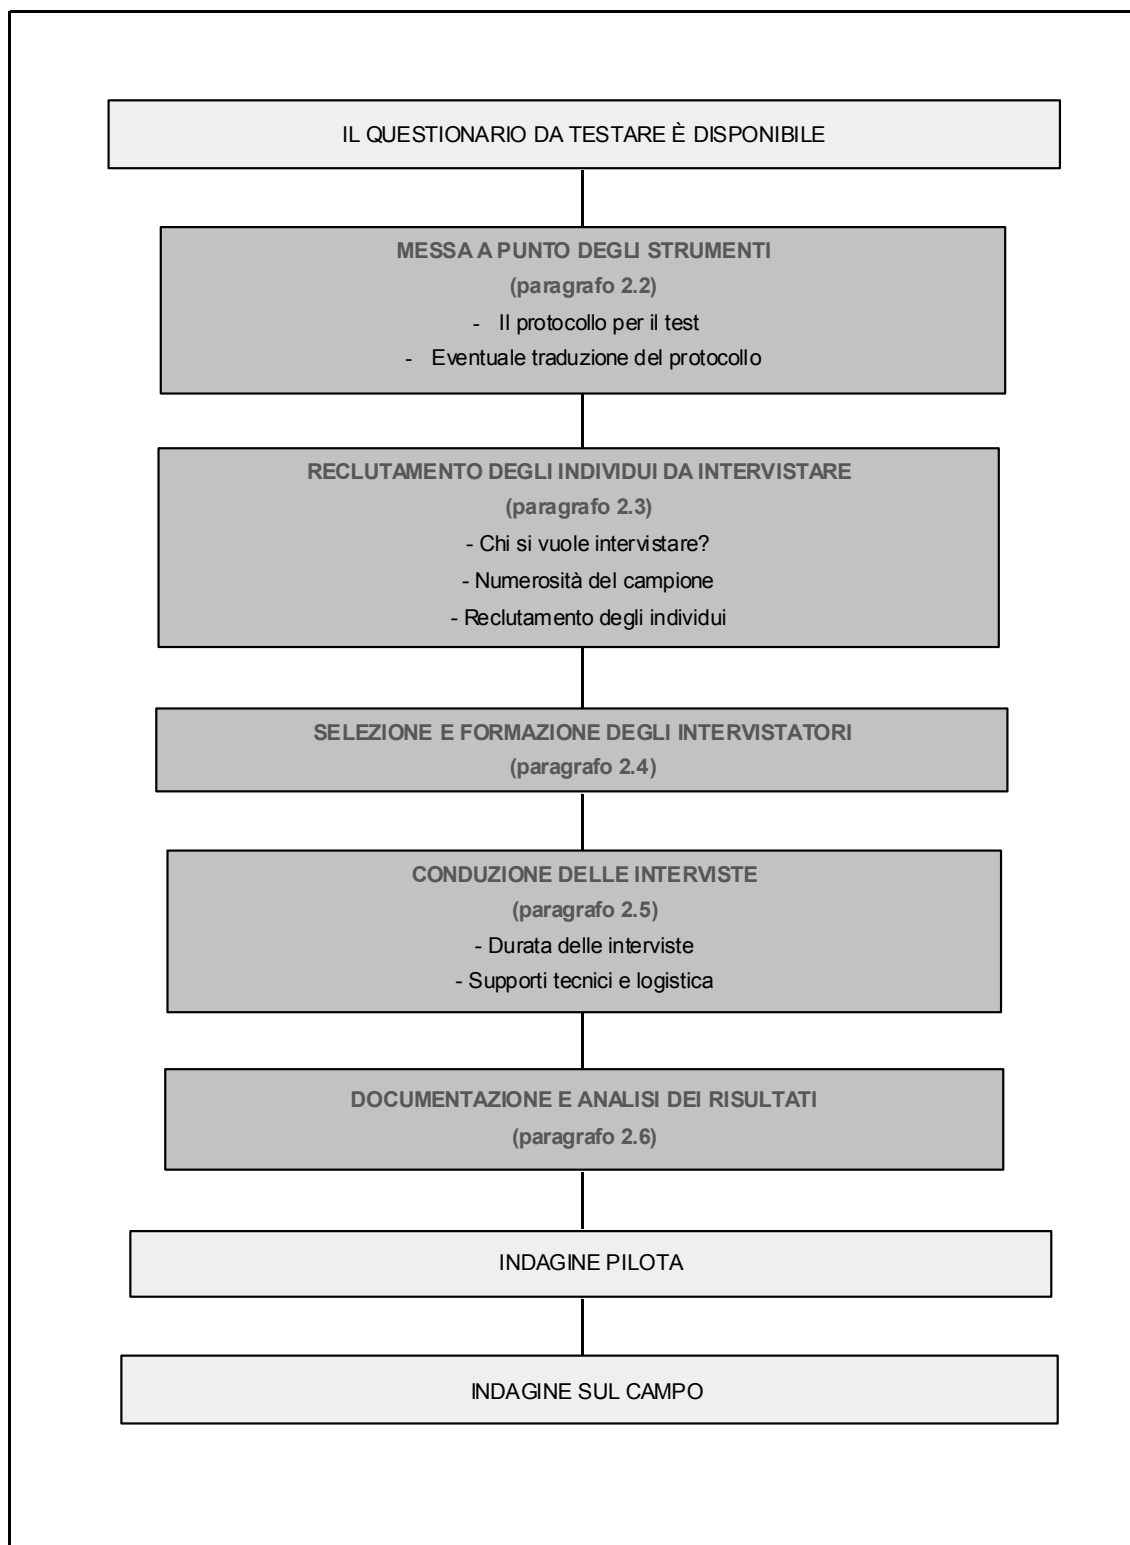 IL QUESTIONARIO DA TESTARE È DISPONIBILE
MESSA A PUNTO DEGLI STRUMENTI
(paragrafo 2.2)
- Il protocollo per il test
- Eventuale traduzione del protocollo
RECLUTAMENTO DEGLI INDIVIDUI DA INTERVISTARE
(paragrafo 2.3)
- Chi si vuole intervistare?
- Numerosità del campione
- Reclutamento degli individui
SELEZIONE E FORMAZIONE DEGLI INTERVISTATORI
(paragrafo 2.4)
CONDUZIONE DELLE INTERVISTE
(paragrafo 2.5)
- Durata delle interviste
- Supporti tecnici e logistica
DOCUMENTAZIONE E ANALISI DEI RISULTATI
(paragrafo 2.6)
INDAGINE PILOTA
INDAGINE SUL CAMPO